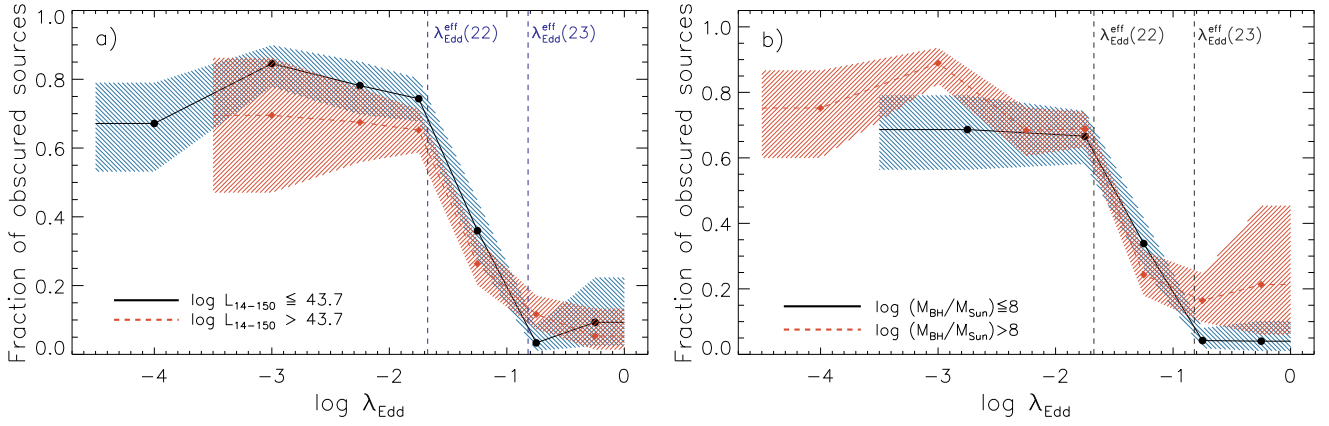 a)
λ_Edd^eff(22)
λ_Edd^eff(23)
Fraction of obscured sources
1.0
0.8
0.6
0.4
0.2
0.0
log L_14−150 ≦ 43.7
log L_14−150 > 43.7
−4
−3
−2
−1
0
log λ_Edd
b)
λ_Edd^eff(22)
λ_Edd^eff(23)
Fraction of obscured sources
1.0
0.8
0.6
0.4
0.2
0.0
log (M_BH/M_Sun)≦8
log (M_BH/M_Sun)>8
−4
−3
−2
−1
0
log λ_Edd